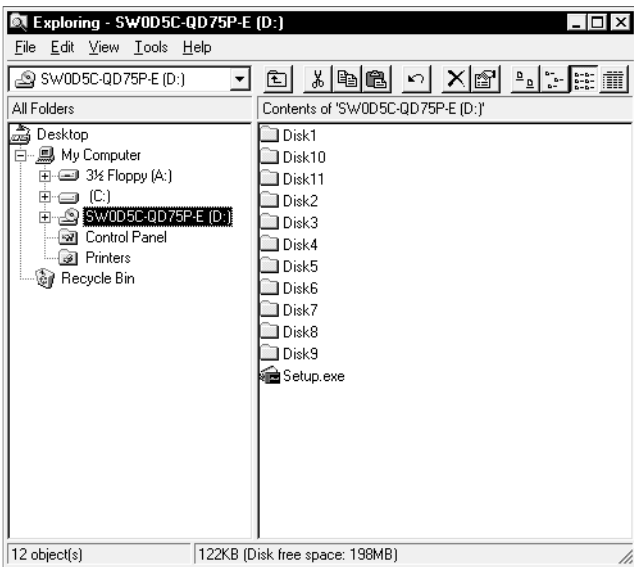 Exploring - SW0D5C-QD75P-E (D:)
File Edit View Tools Help
SW0D5C-QD75P-E (D:)
All Folders
Contents of 'SW0D5C-QD75P-E (D:)'
Desktop
My Computer
3½ Floppy (A:)
(C:)
SW0D5C-QD75P-E (D:)
Control Panel
Printers
Recycle Bin
Disk1
Disk10
Disk11
Disk2
Disk3
Disk4
Disk5
Disk6
Disk7
Disk8
Disk9
Setup.exe
12 object(s)
122KB (Disk free space: 198MB)